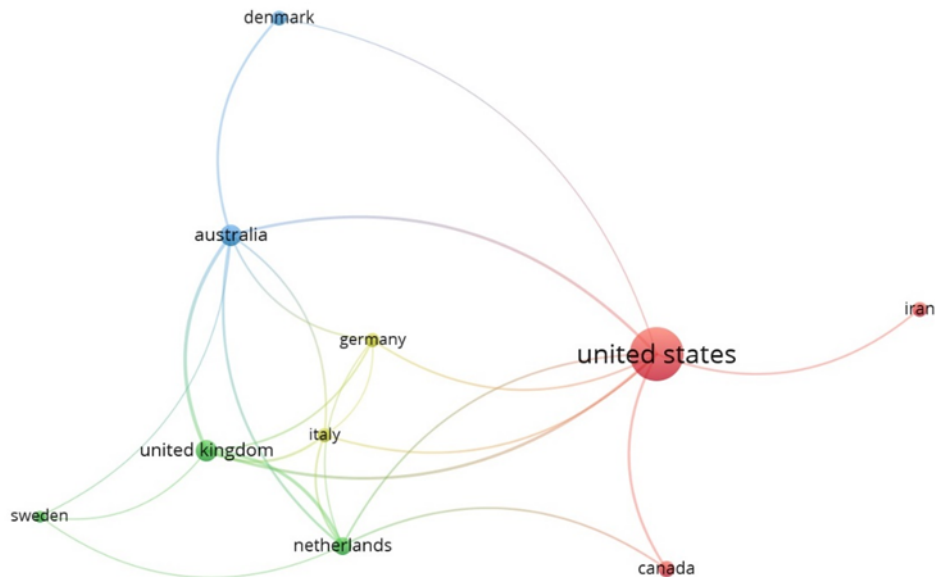 denmark
australia
iran
germany
united states
italy
united kingdom
sweden
netherlands
canada